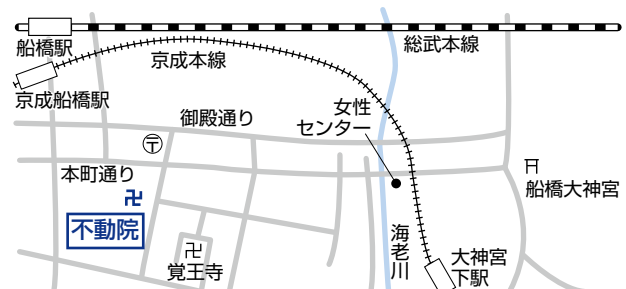 船橋駅
総武本線
京成本線
京成船橋駅
御殿通り
女性
センター
本町通り
船橋大神宮
不動院
覚王寺
海老川
大神宮
下駅